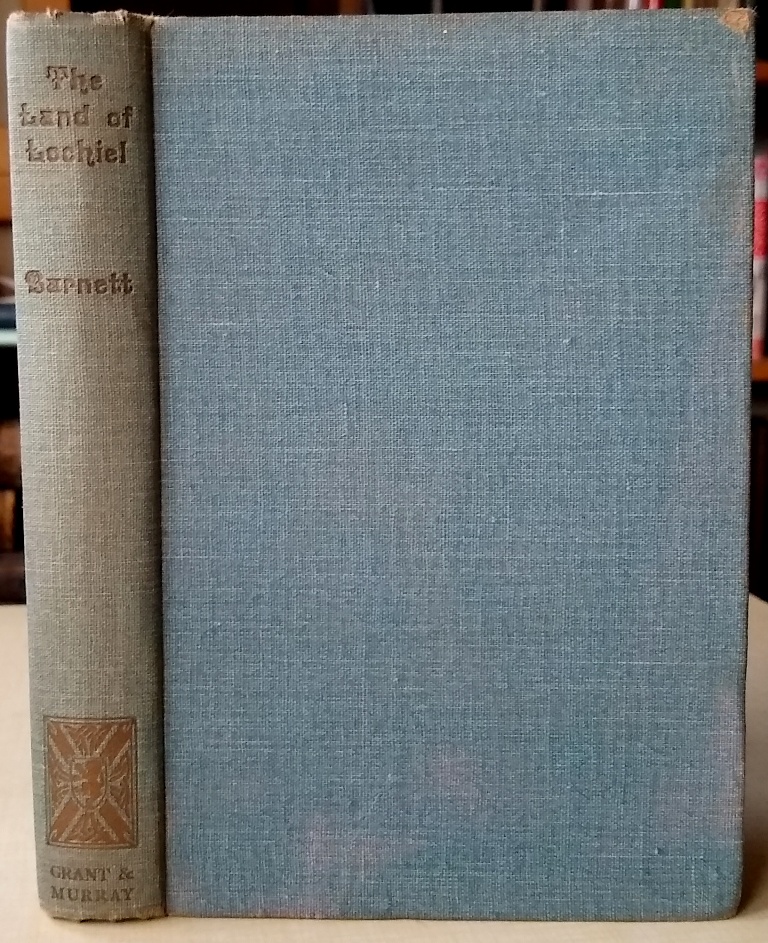 The
Land of
Lochiel
Barnett
GRANT &
MURRAY